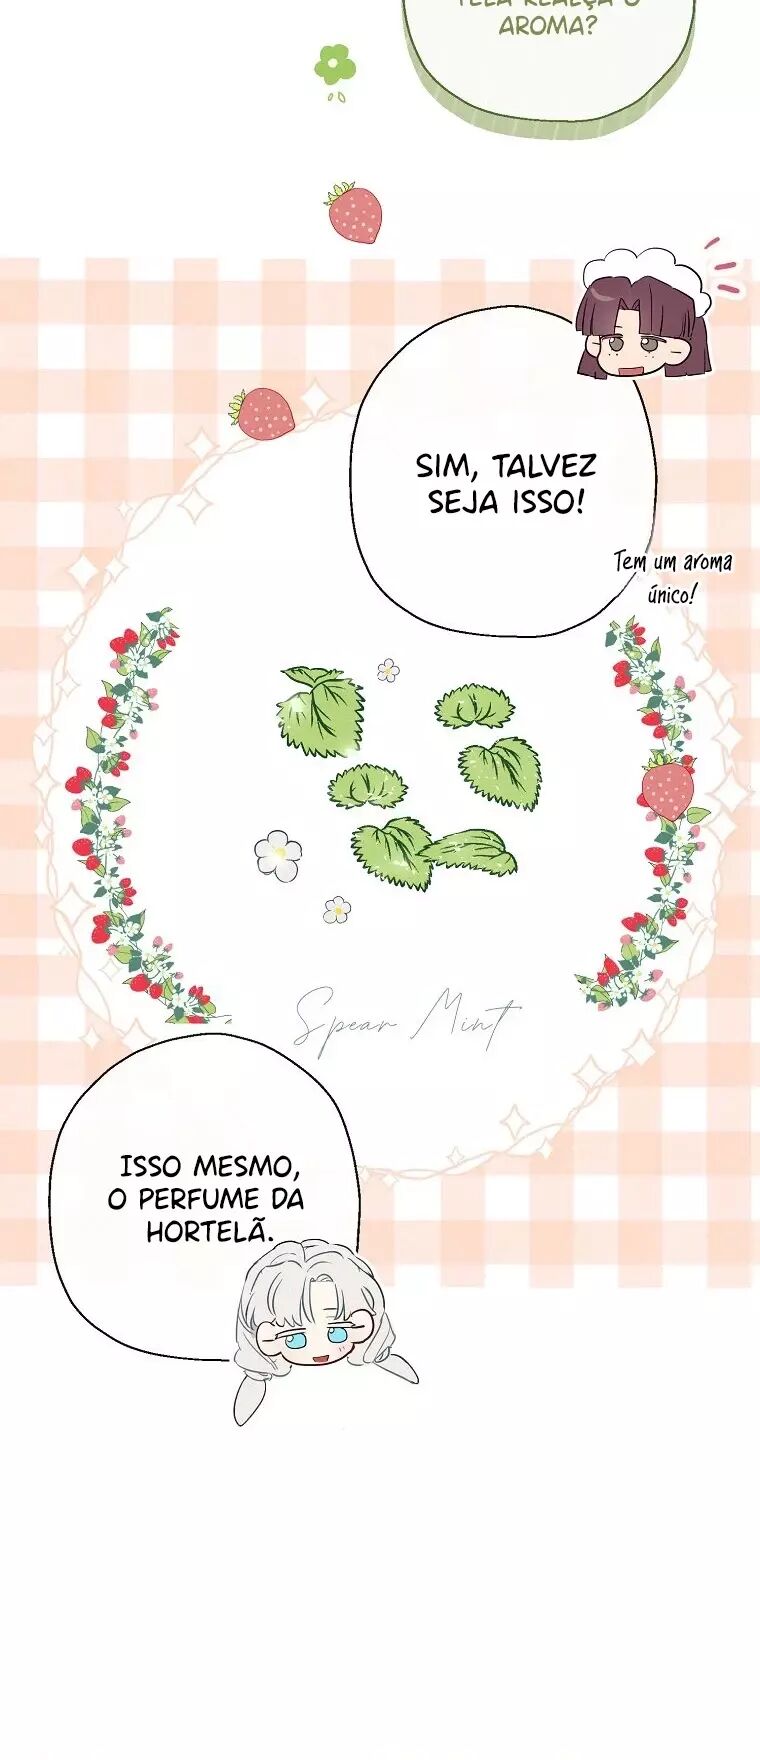 AROMA?
SIM, TALVEZ
SEJA ISSO!
Tem um aroma
único!
Spear Mint
ISSO MESMO,
O PERFUME DA
HORTELÃ.